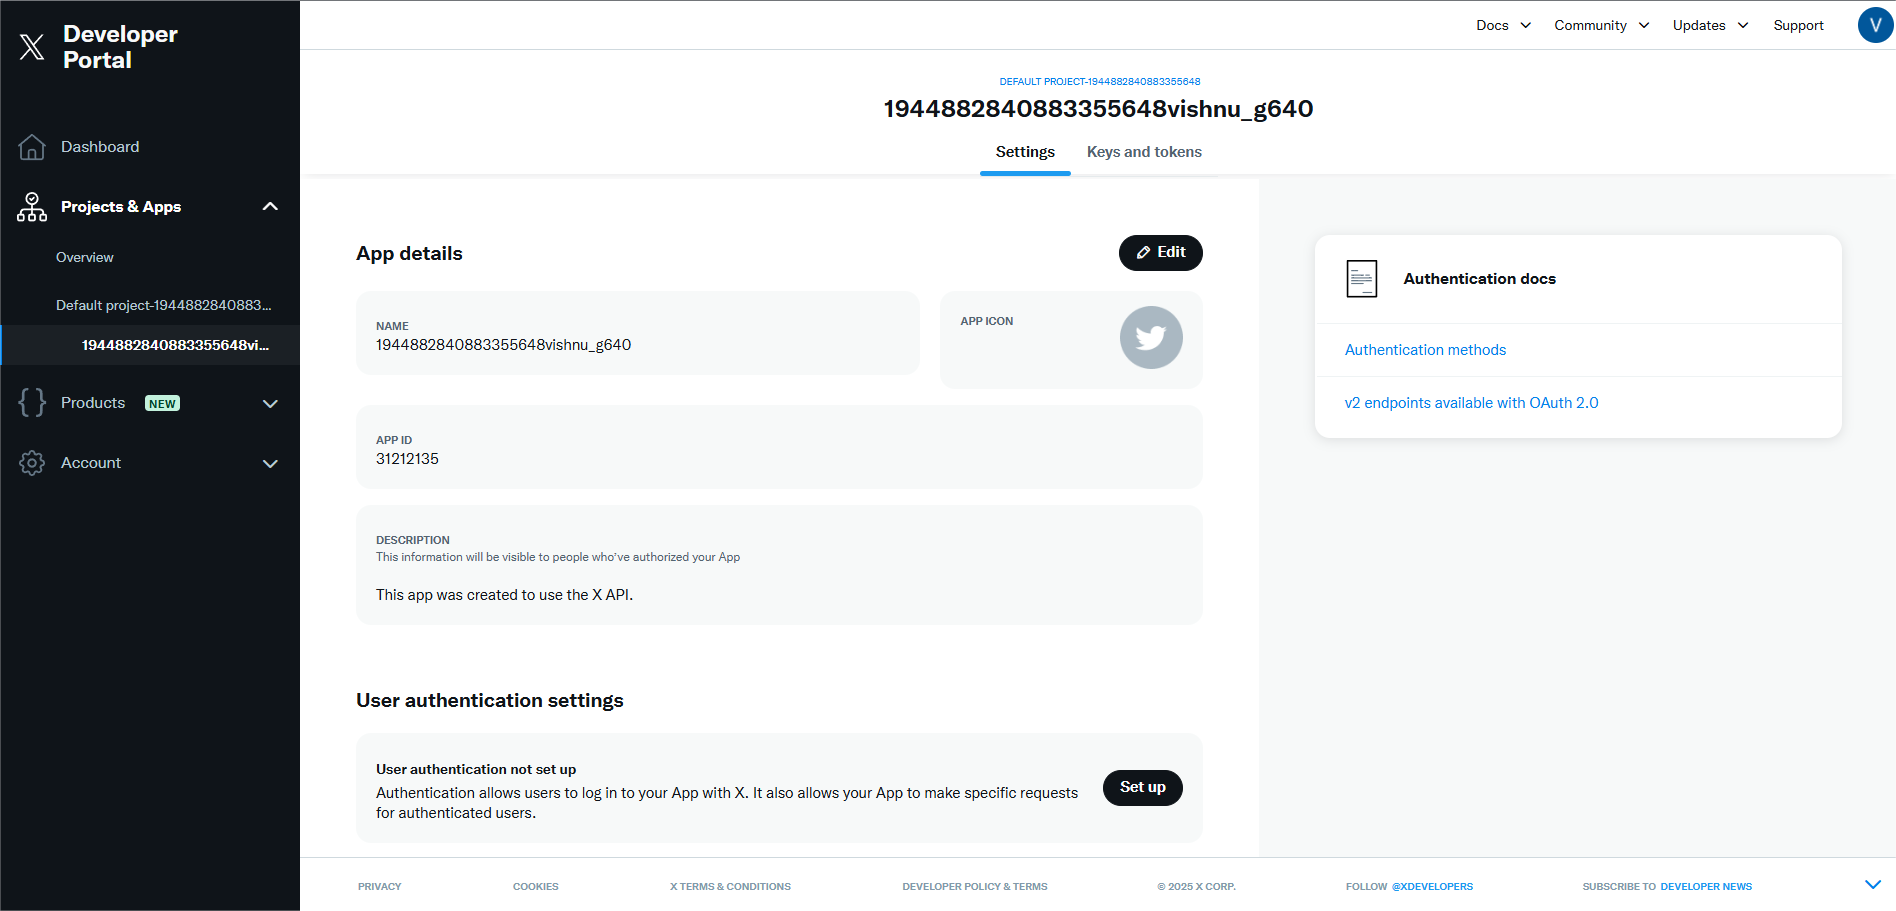 Developer
Portal
Docs
Community
Updates
Support
V
Dashboard
Projects & Apps
Overview
Default project-1944882840883...
1944882840883355648vi...
Products NEW
Account
DEFAULT PROJECT-1944882840883355648
1944882840883355648vishnu_g640
Settings
Keys and tokens
App details
Edit
NAME
1944882840883355648vishnu_g640
APP ICON
APP ID
31212135
DESCRIPTION
This information will be visible to people who've authorized your App
This app was created to use the X API.
User authentication settings
User authentication not set up
Authentication allows users to log in to your App with X. It also allows your App to make specific requests
for authenticated users.
Set up
Authentication docs
Authentication methods
v2 endpoints available with OAuth 2.0
PRIVACY
COOKIES
X TERMS & CONDITIONS
DEVELOPER POLICY & TERMS
© 2025 X CORP.
FOLLOW @XDEVELOPERS
SUBSCRIBE TO DEVELOPER NEWS